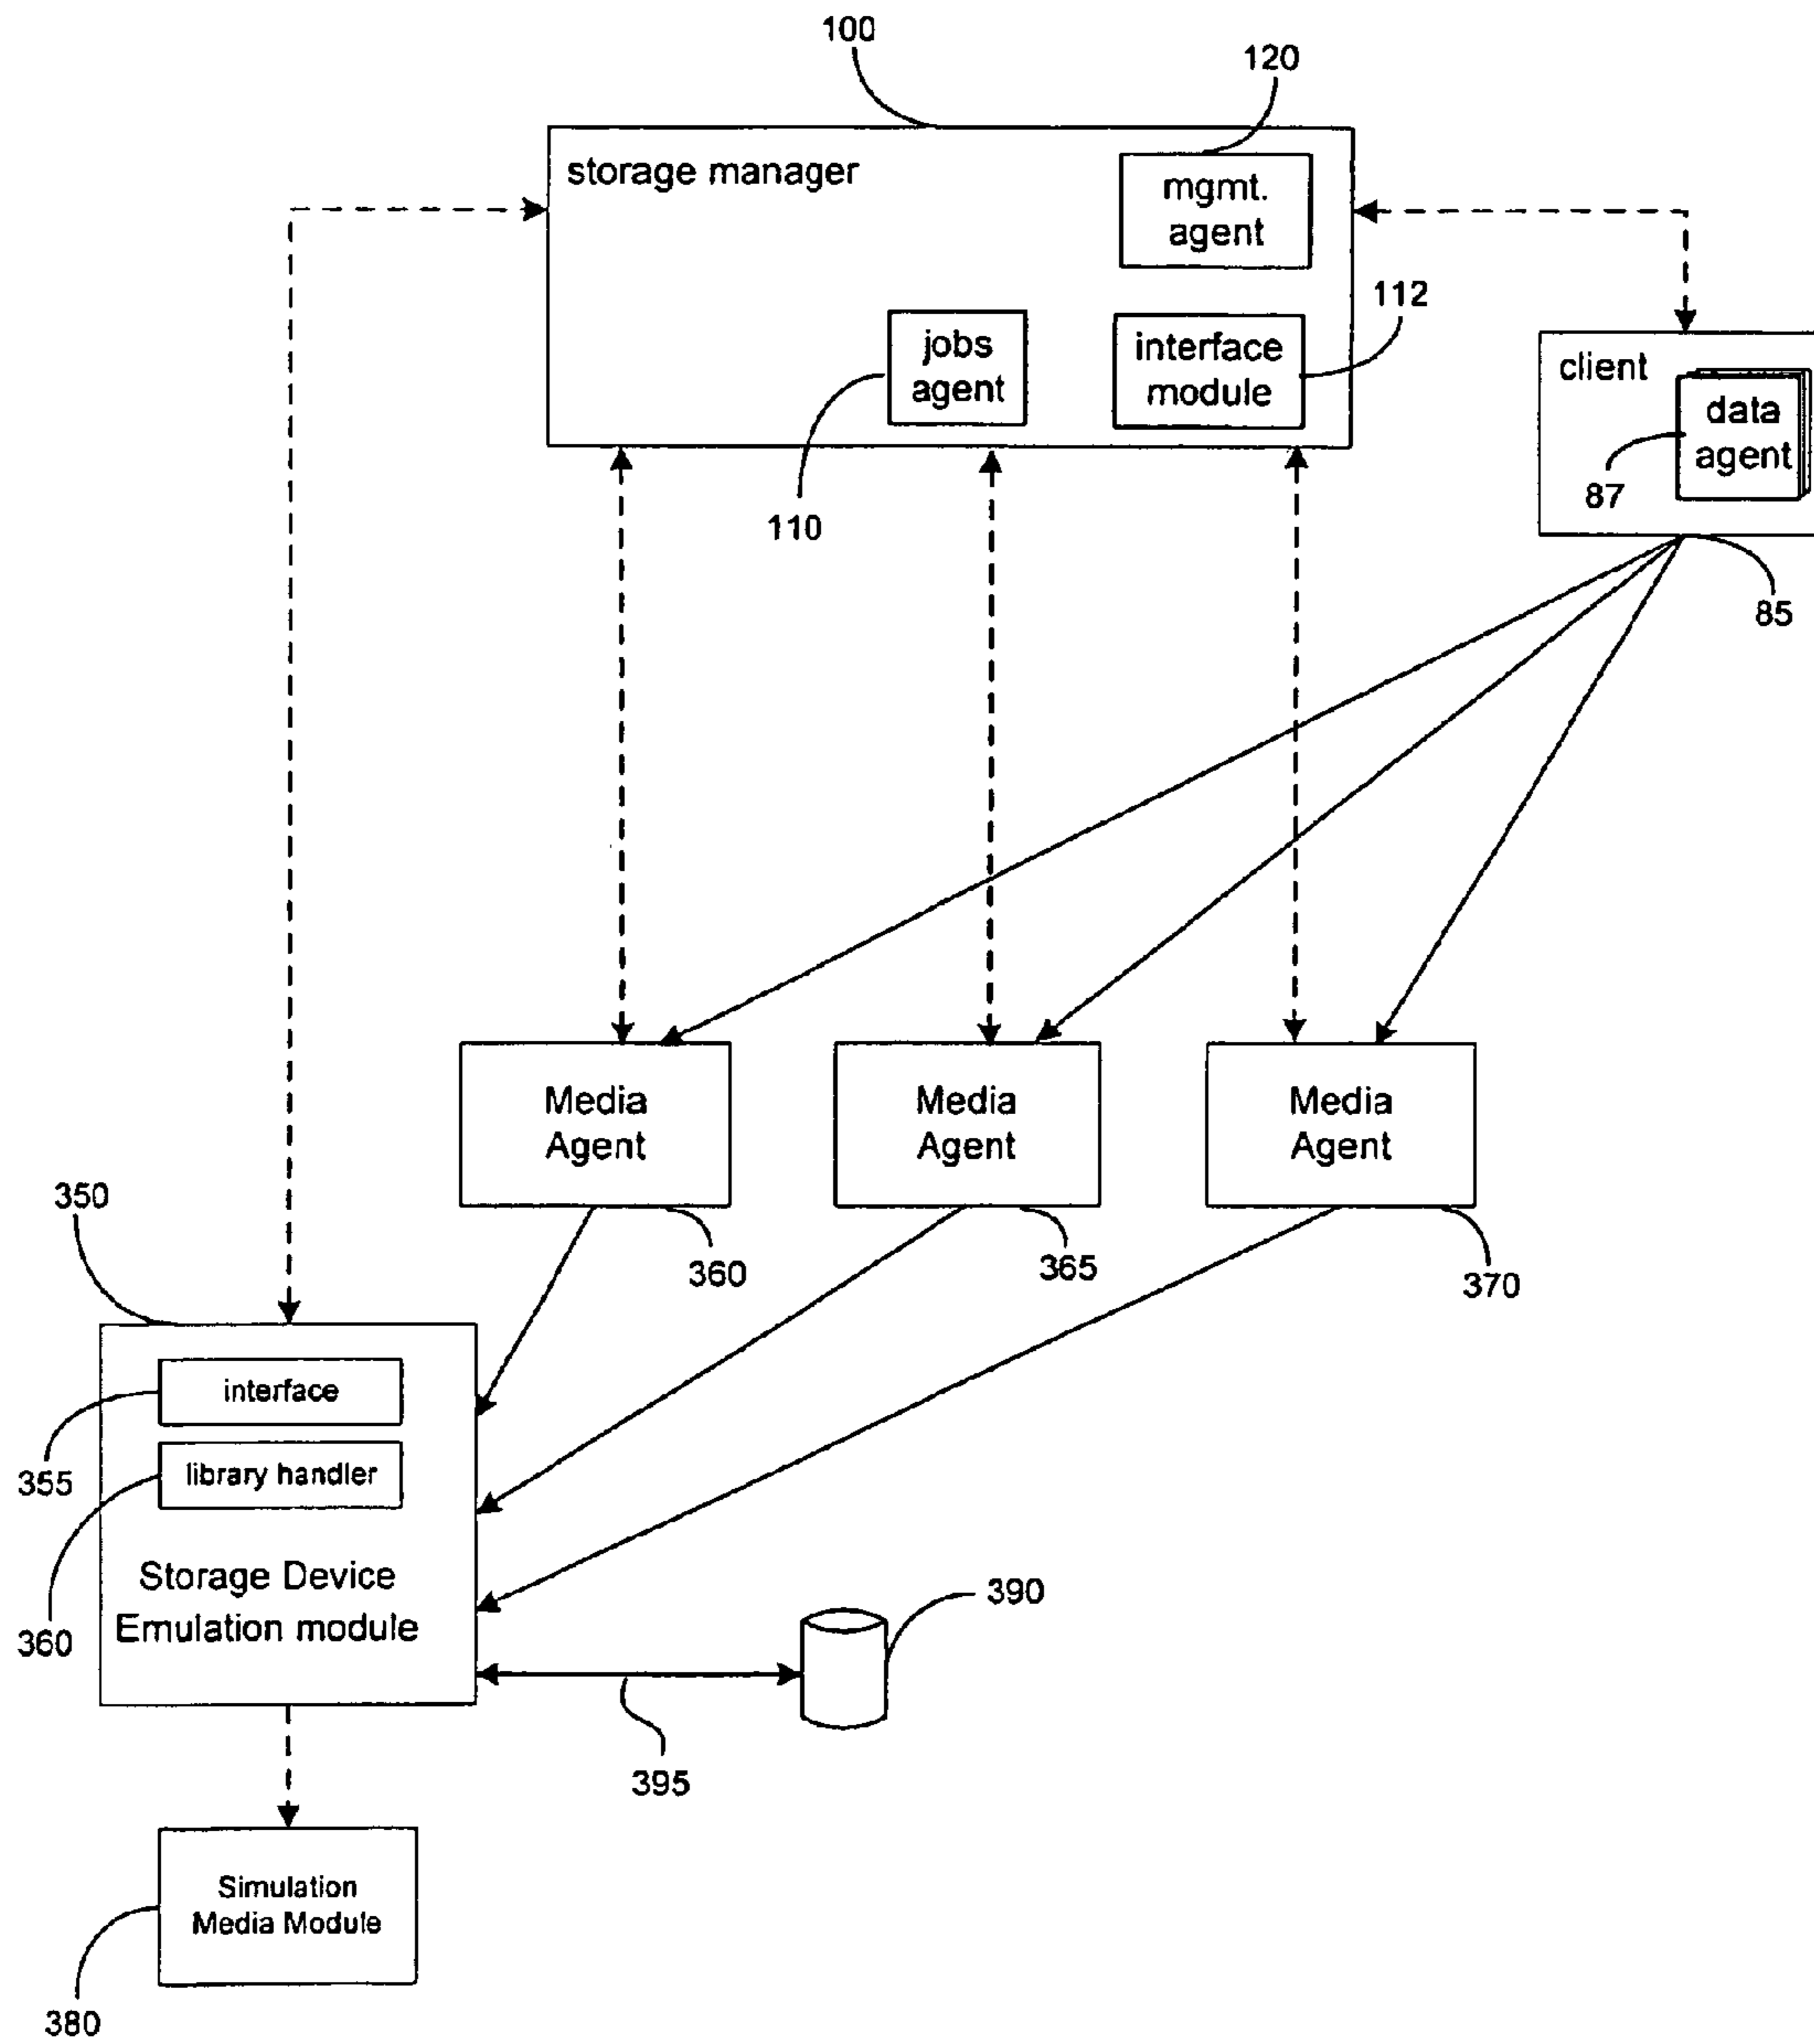 100
120
storage manager
mgmt.
agent
112
jobs
agent
interface
module
client
data
agent
87
110
85
Media
Agent
Media
Agent
Media
Agent
350
360
365
370
interface
355
library handler
360
Storage Device
Emulation module
390
395
Simulation
Media Module
380